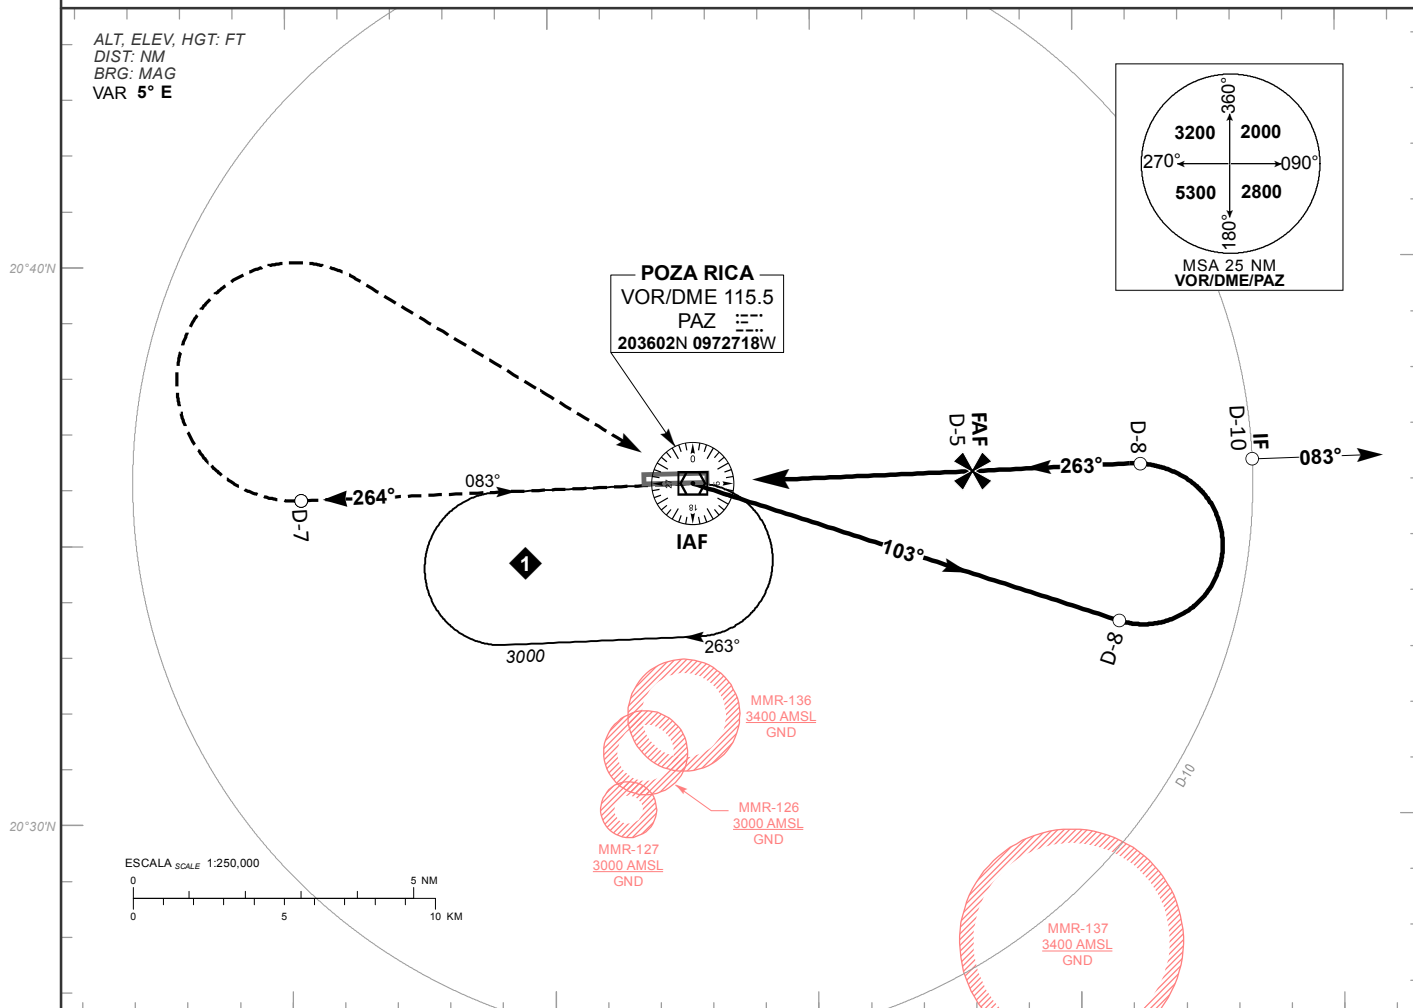 ALT, ELEV, HGT: FT
DIST: NM
BRG: MAG
VAR 5° E
360°
3200 2000
270° 090°
5300 2800
180°
MSA 25 NM
VOR/DME/PAZ
20°40'N
POZA RICA
VOR/DME 115.5
PAZ
203602N 0972718W
FAF
D-5
D-8
D-10
IF
083°
263°
264°
083°
D-7
0
9
18
27
IAF
103°
1
D-8
263°
3000
MMR-136
3400 AMSL
GND
D-10
MMR-126
3000 AMSL
GND
20°30'N
MMR-127
3000 AMSL
GND
ESCALA SCALE 1:250,000
0 5 NM
0 5 10 KM
MMR-137
3400 AMSL
GND